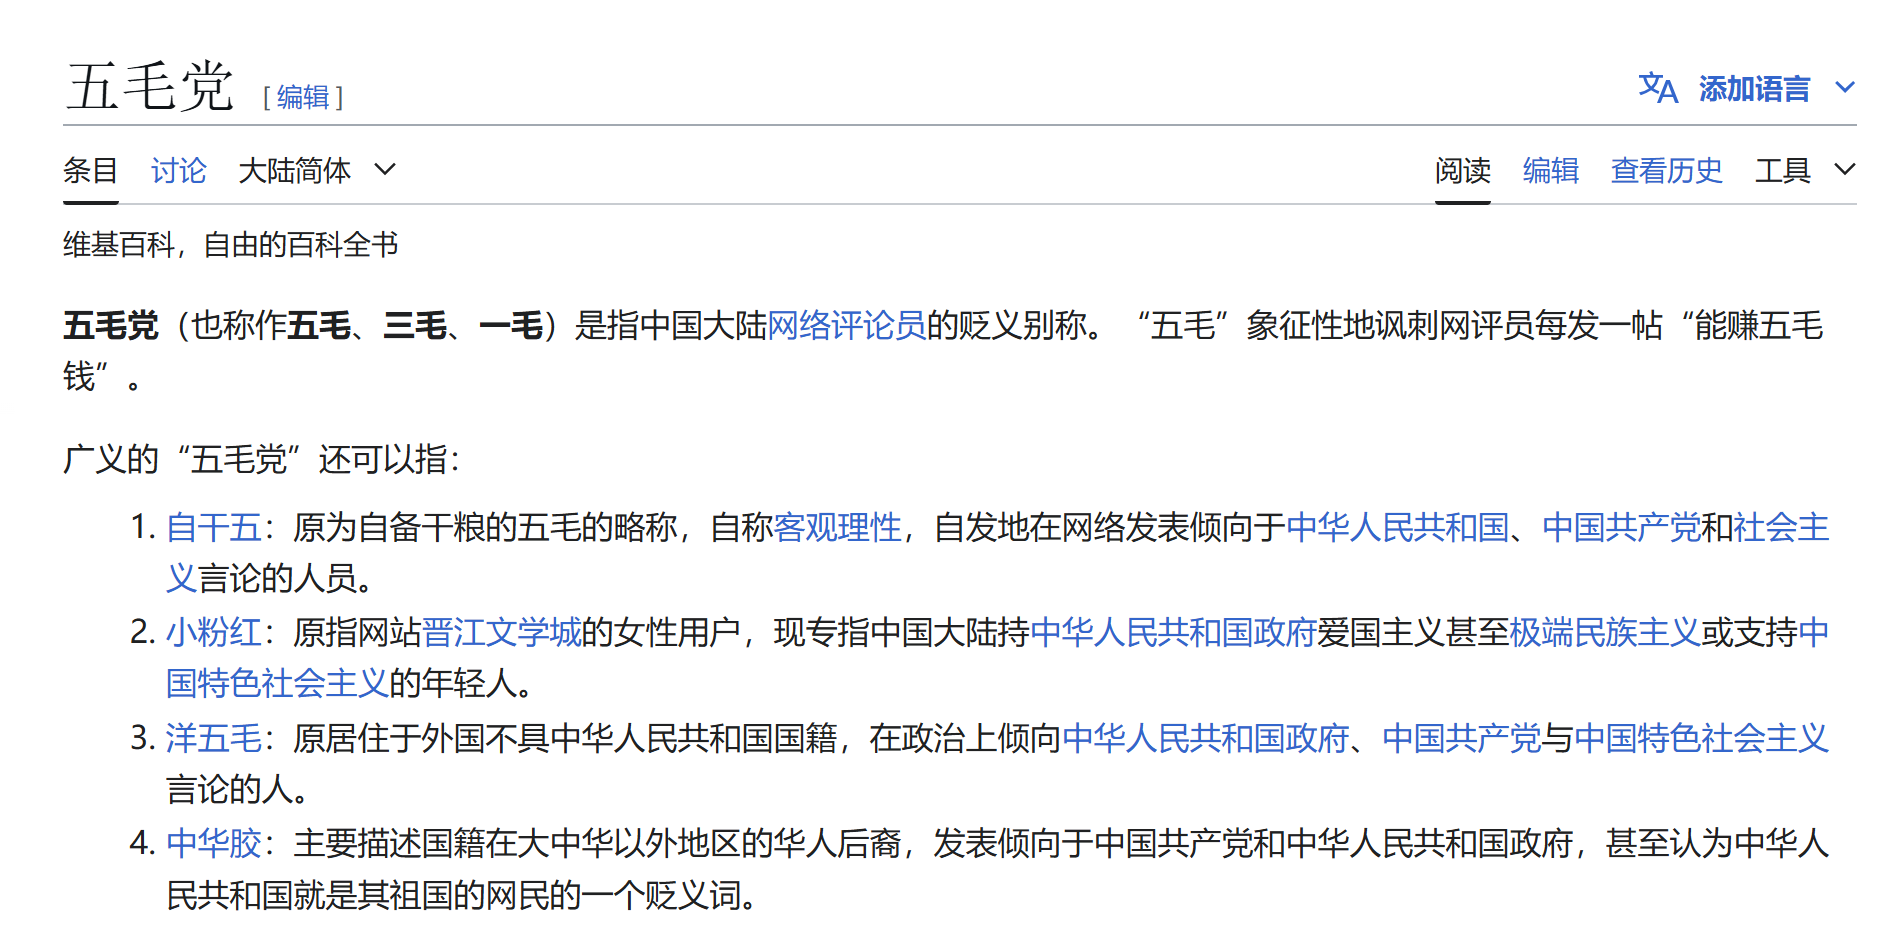 五毛党 [编辑] 文A 添加语言
条目 讨论 大陆简体 阅读 编辑 查看历史 工具
维基百科，自由的百科全书
五毛党（也称作五毛、三毛、一毛）是指中国大陆网络评论员的贬义别称。“五毛”象征性地讽刺网评员每发一帖“能赚五毛
钱”。
广义的“五毛党”还可以指：
1. 自干五：原为自备干粮的五毛的略称，自称客观理性，自发地在网络发表倾向于中华人民共和国、中国共产党和社会主
义言论的人员。
2. 小粉红：原指网站晋江文学城的女性用户，现专指中国大陆持中华人民共和国政府爱国主义甚至极端民族主义或支持中
国特色社会主义的年轻人。
3. 洋五毛：原居住于外国不具中华人民共和国国籍，在政治上倾向中华人民共和国政府、中国共产党与中国特色社会主义
言论的人。
4. 中华胶：主要描述国籍在大中华以外地区的华人后裔，发表倾向于中国共产党和中华人民共和国政府，甚至认为中华人
民共和国就是其祖国的网民的一个贬义词。